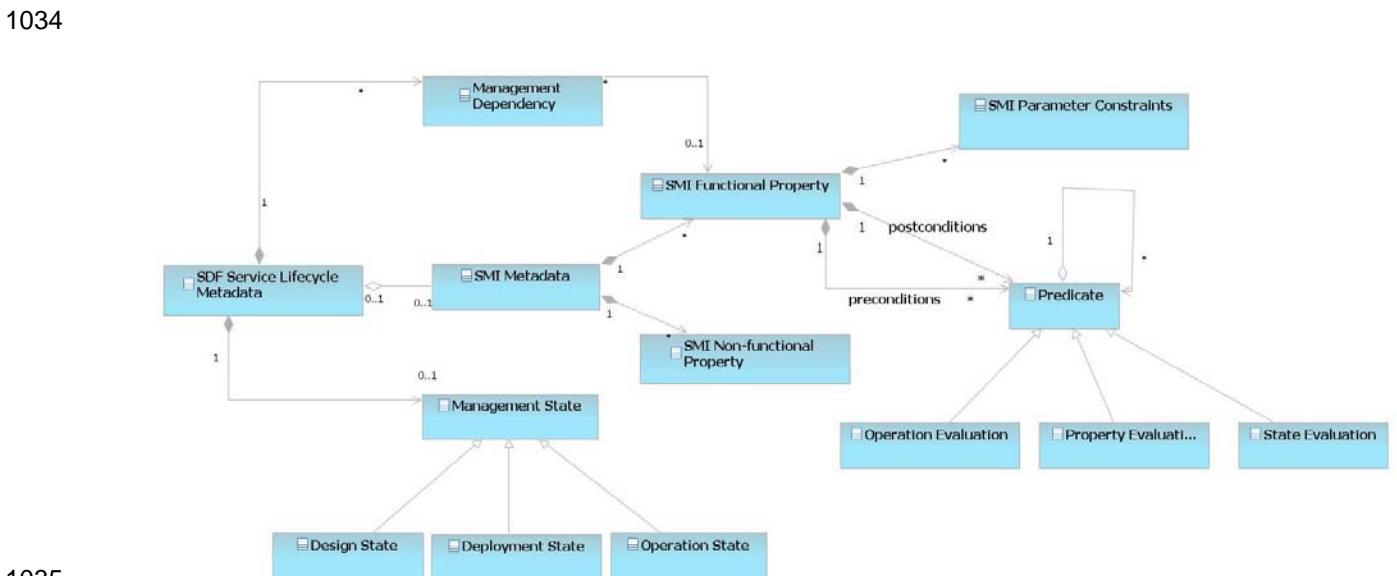 1034
Management
Dependency
*
*
SMI Parameter Constraints
0..1
*
SMI Functional Property
1
1
postconditions
1
1
1
*
*
SDF Service Lifecycle
Metadata
SMI Metadata
1
*
preconditions
*
Predicate
0..1
0..1
1
*
SMI Non-functional
Property
1
0..1
Management State
Operation Evaluation
Property Evaluati...
State Evaluation
Design State
Deployment State
Operation State
1035